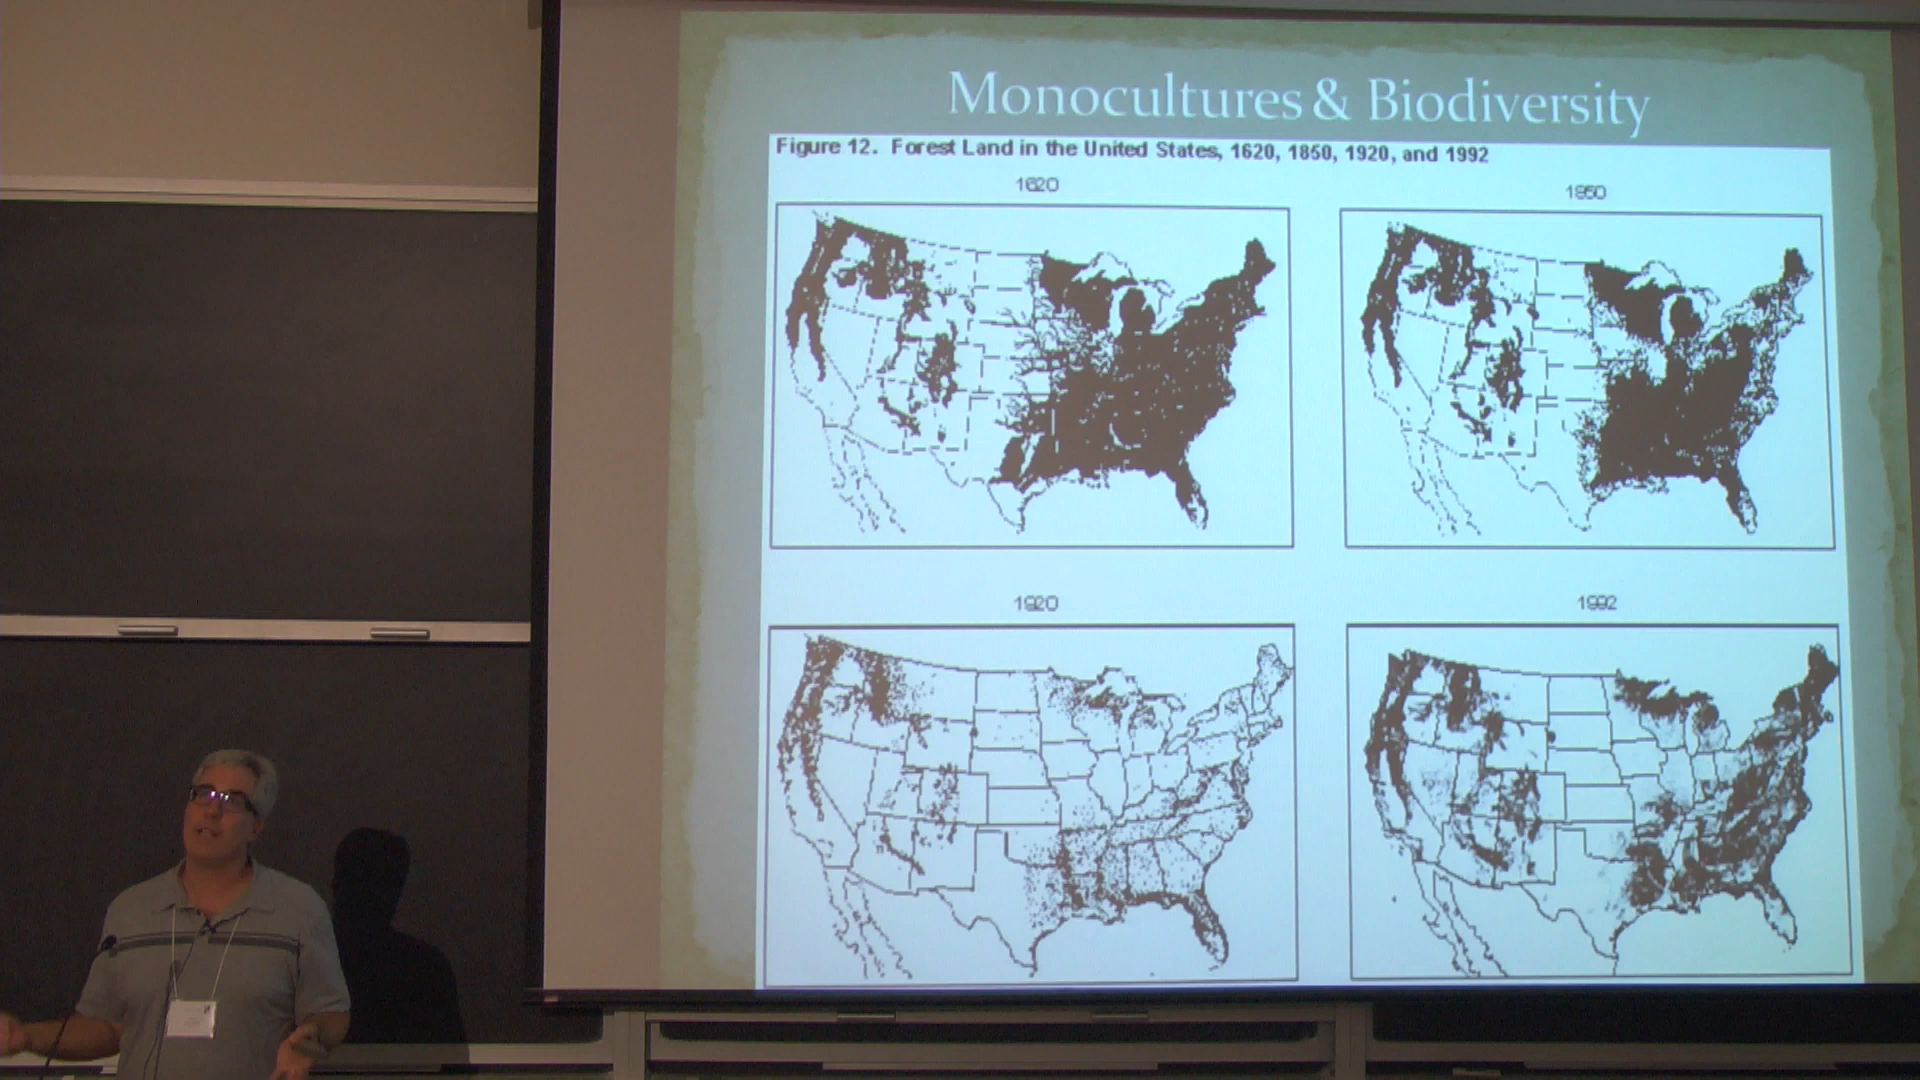 Monocultures & Biodiversity
Figure 12. Forest Land in the United States, 1620, 1850, 1920, and 1992
1620
1850
1920
1992